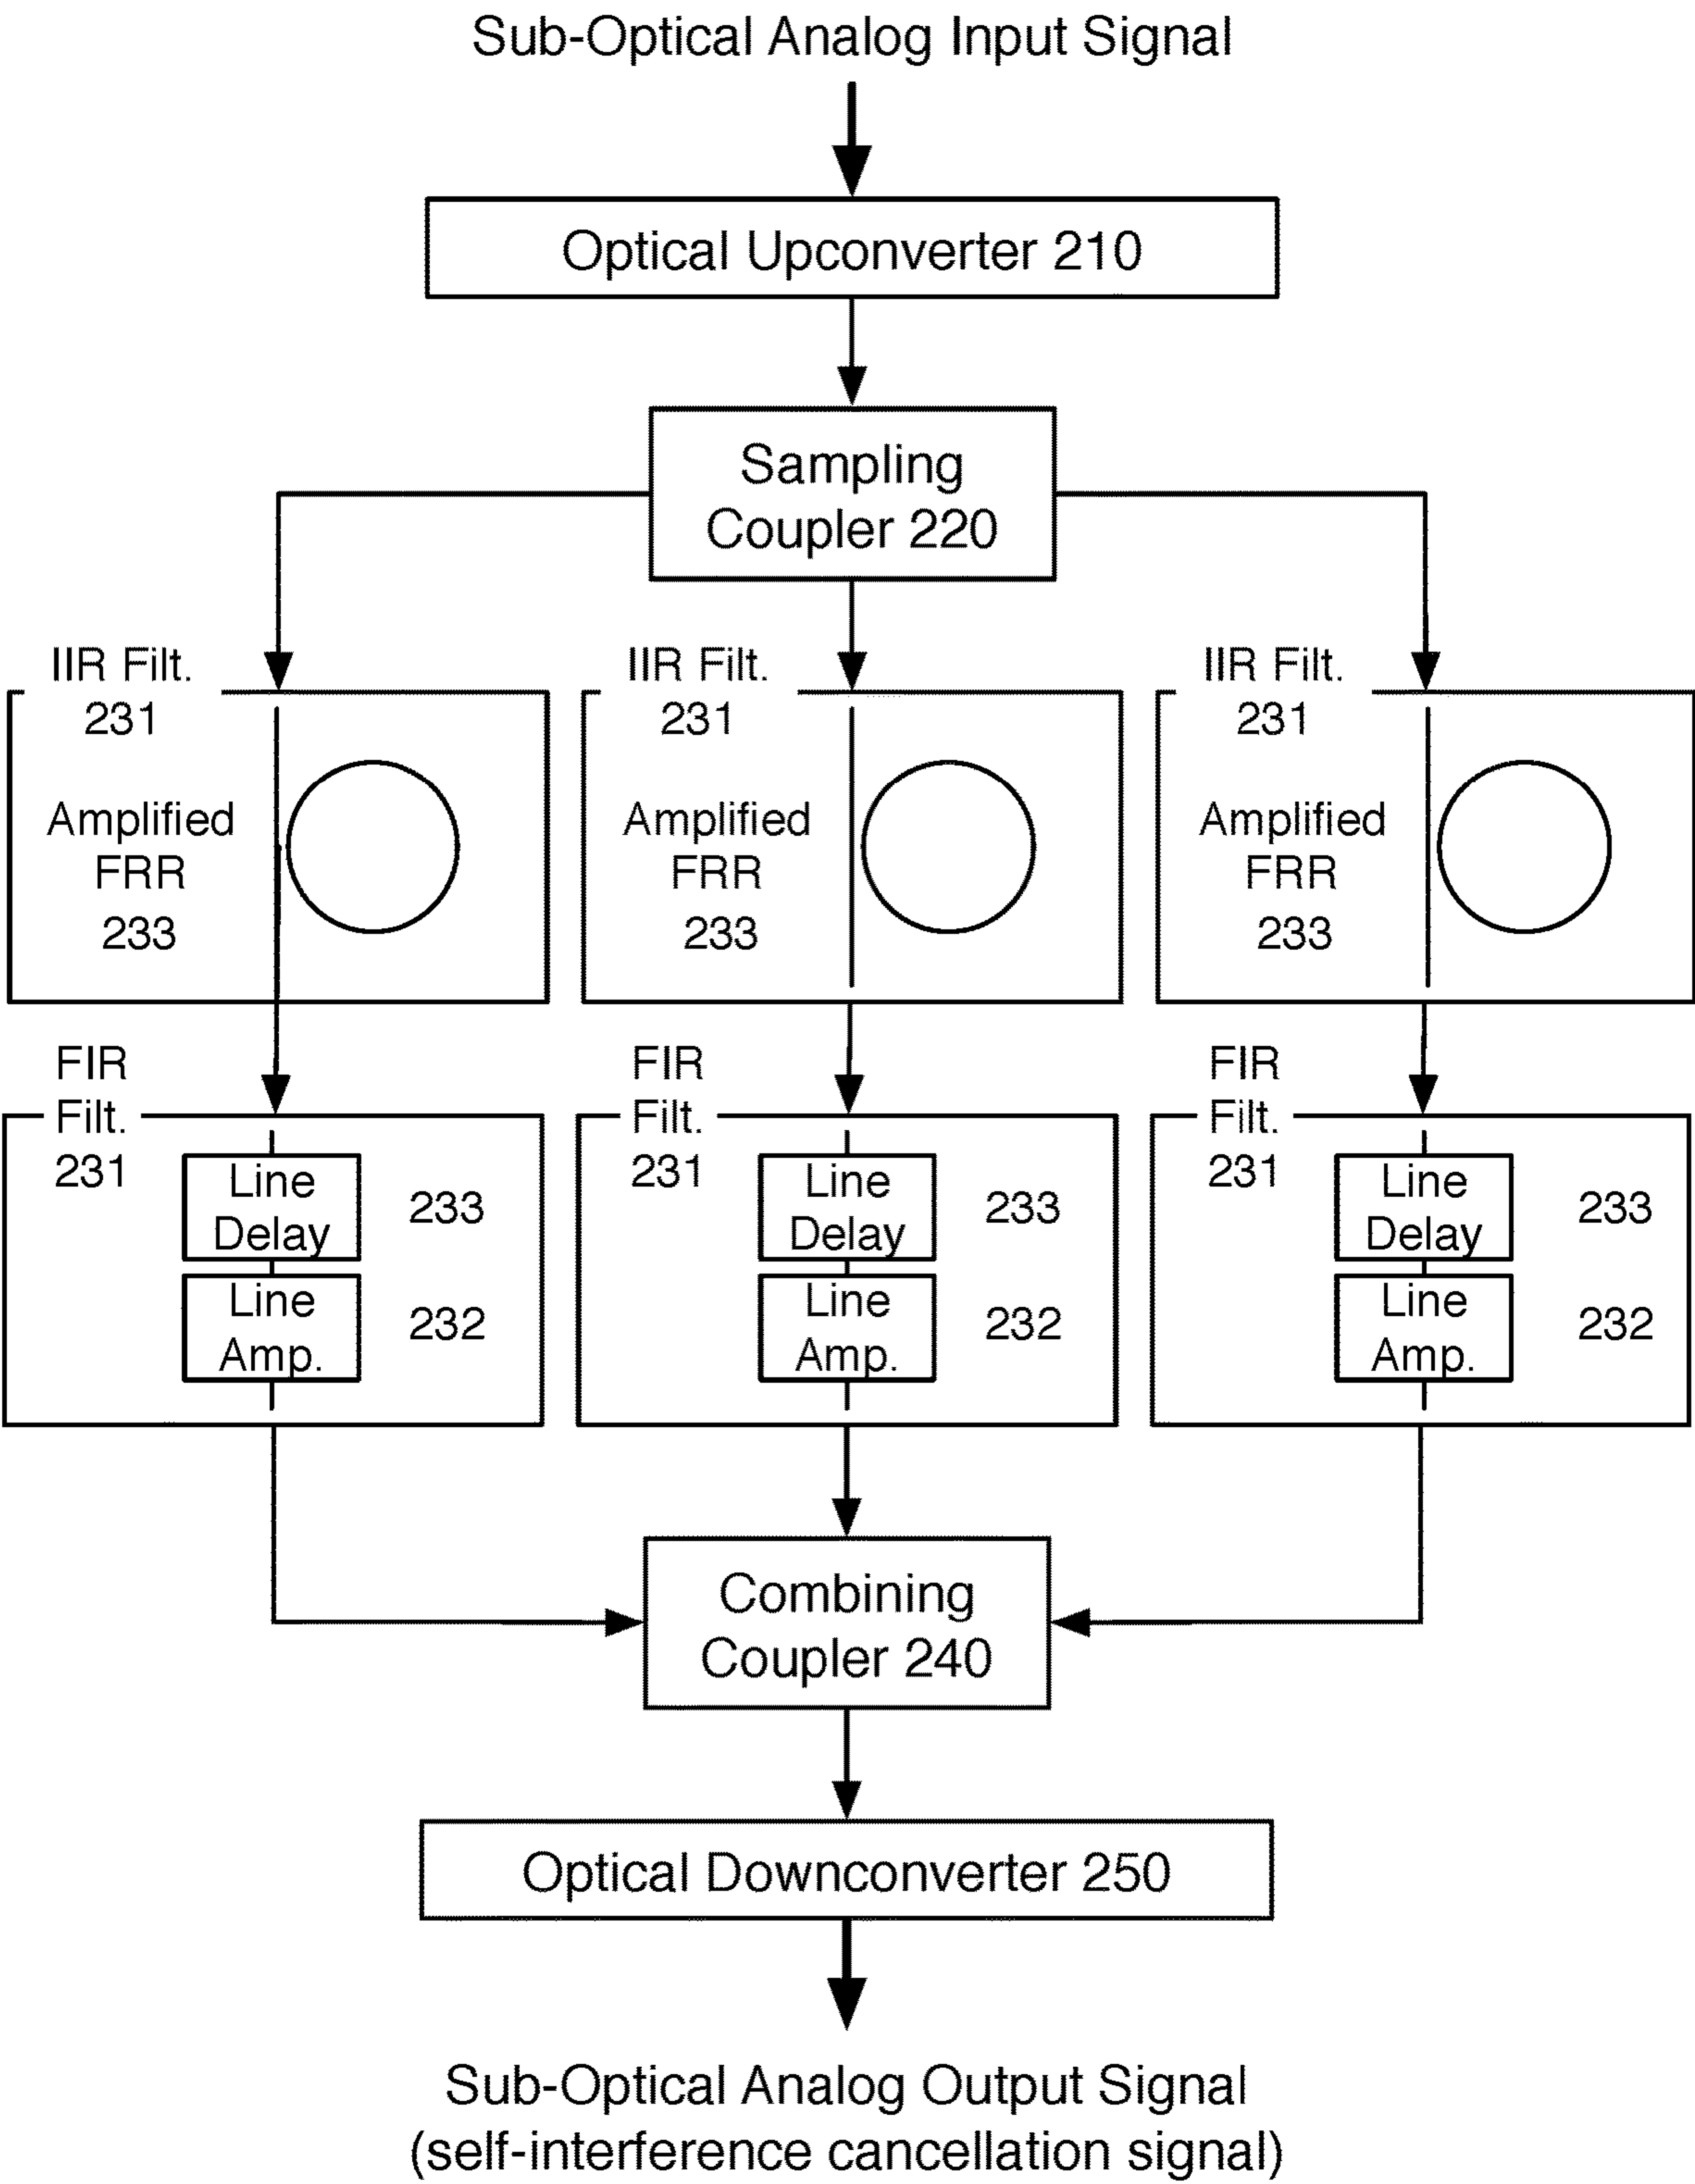 Sub-Optical Analog Input Signal
Optical Upconverter 210
Sampling
Coupler 220
IIR Filt.
231
Amplified
FRR
233
IIR Filt.
231
Amplified
FRR
233
IIR Filt.
231
Amplified
FRR
233
FIR
Filt.
231
Line
Delay
233
Line
Amp.
232
FIR
Filt.
231
Line
Delay
233
Line
Amp.
232
FIR
Filt.
231
Line
Delay
233
Line
Amp.
232
Combining
Coupler 240
Optical Downconverter 250
Sub-Optical Analog Output Signal
(self-interference cancellation signal)